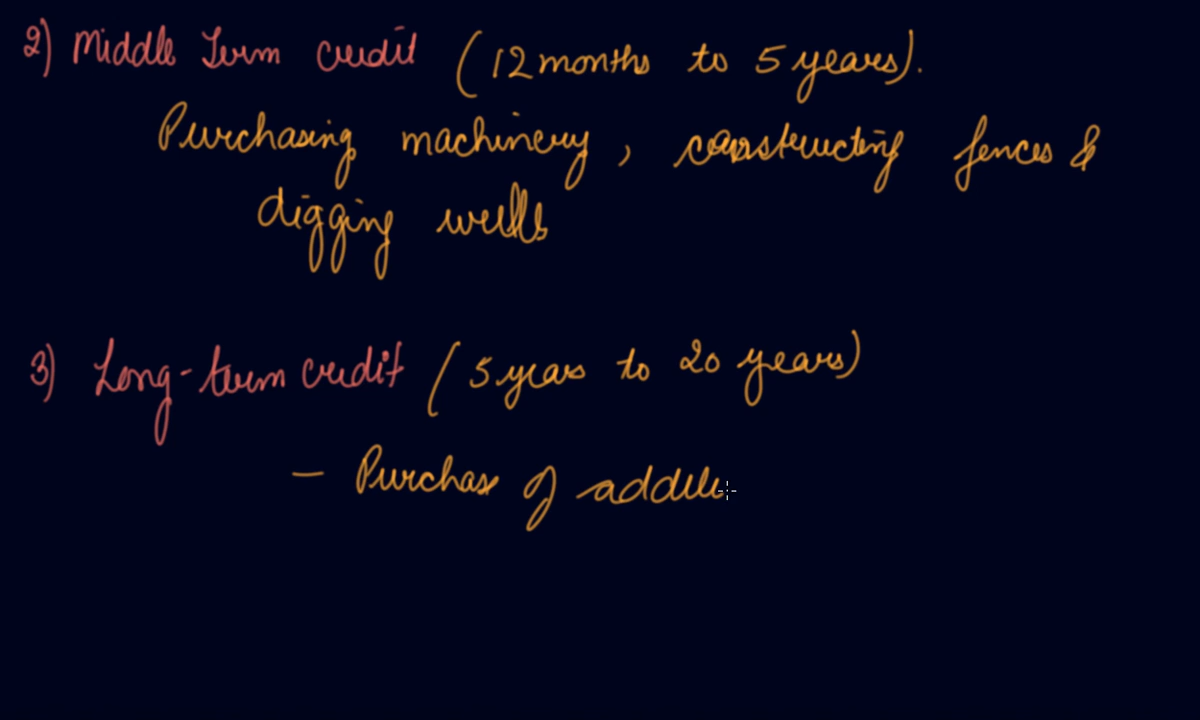 2) Middle Term credit (12 months to 5 years).
Purchasing machinery, constructing fences &
digging wells
3) Long-term credit (5 years to 20 years)
- Purchase of